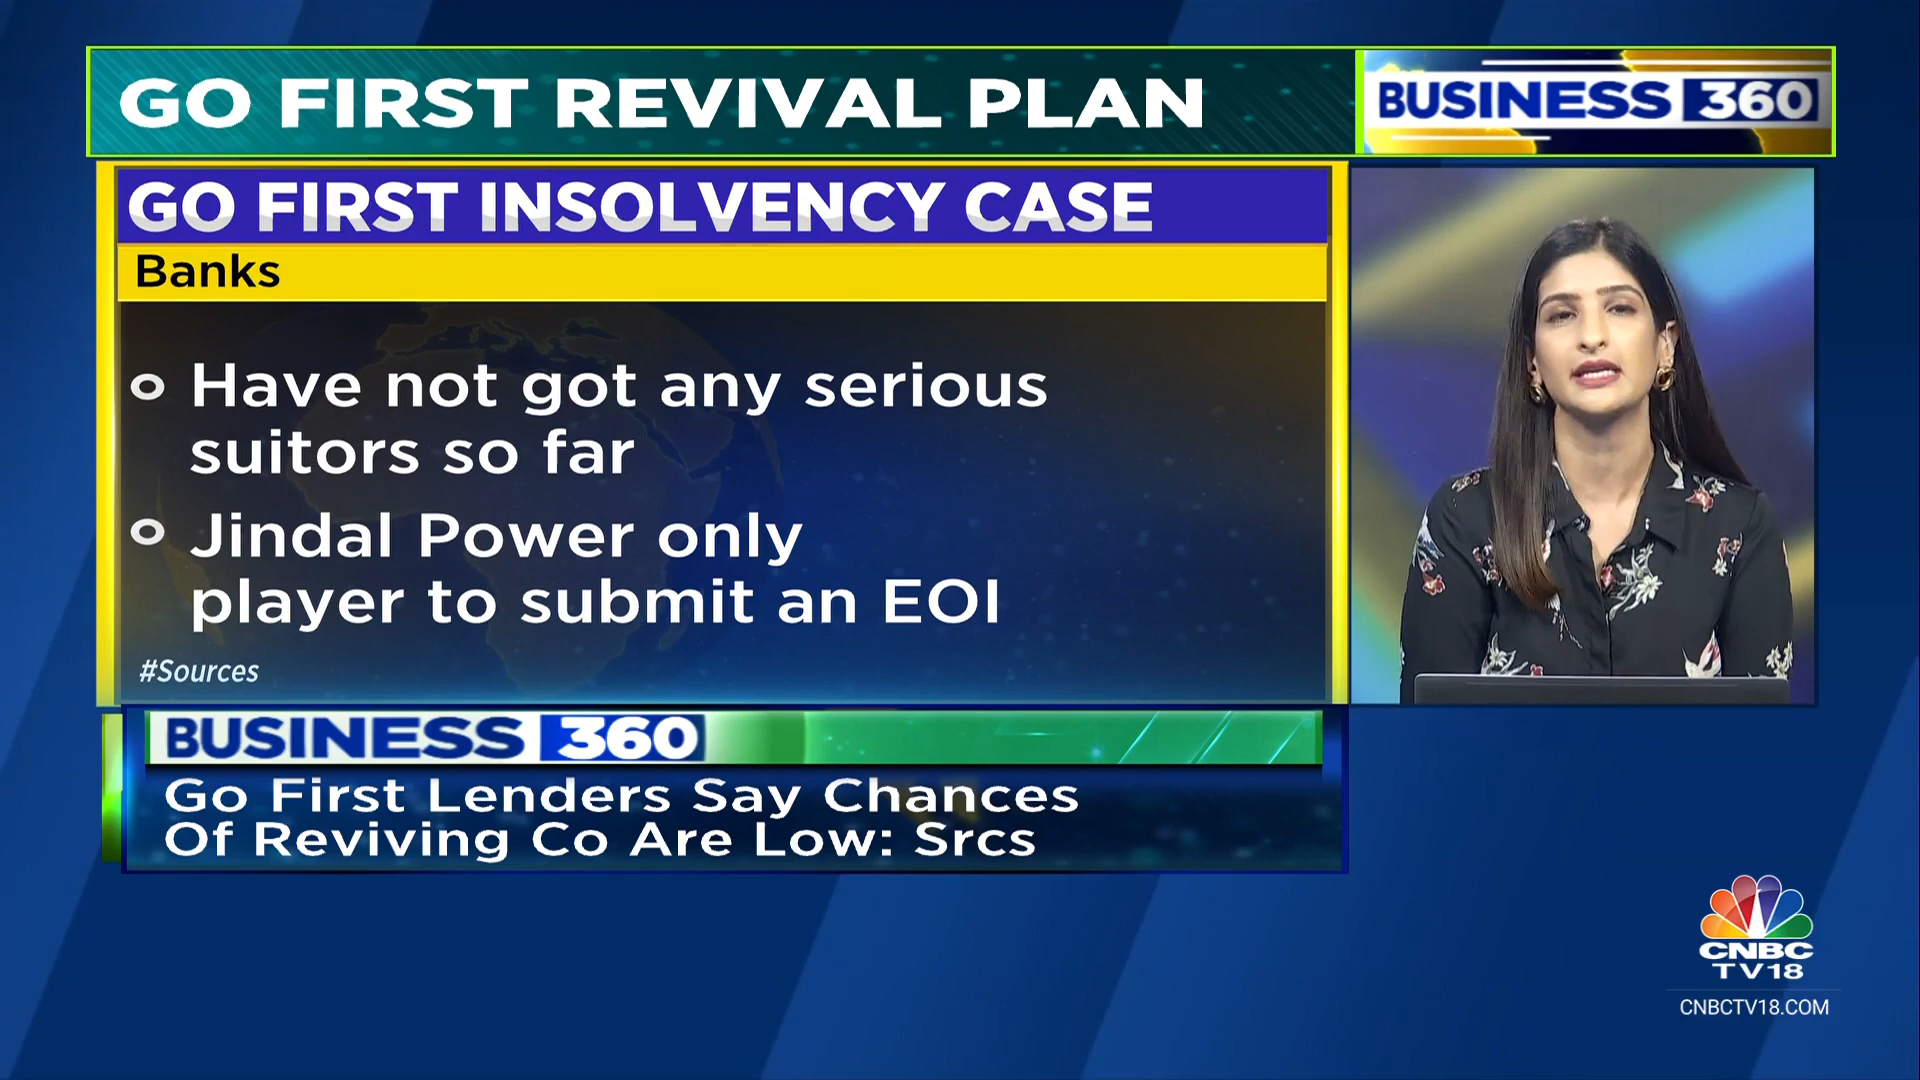 GO FIRST REVIVAL PLAN
BUSINESS 360
GO FIRST INSOLVENCY CASE
Banks
Have not got any serious
suitors so far
Jindal Power only
player to submit an EOI
#Sources
BUSINESS 360
Go First Lenders Say Chances
Of Reviving Co Are Low: Srcs
CNBC
TV18
CNBCTV18.COM